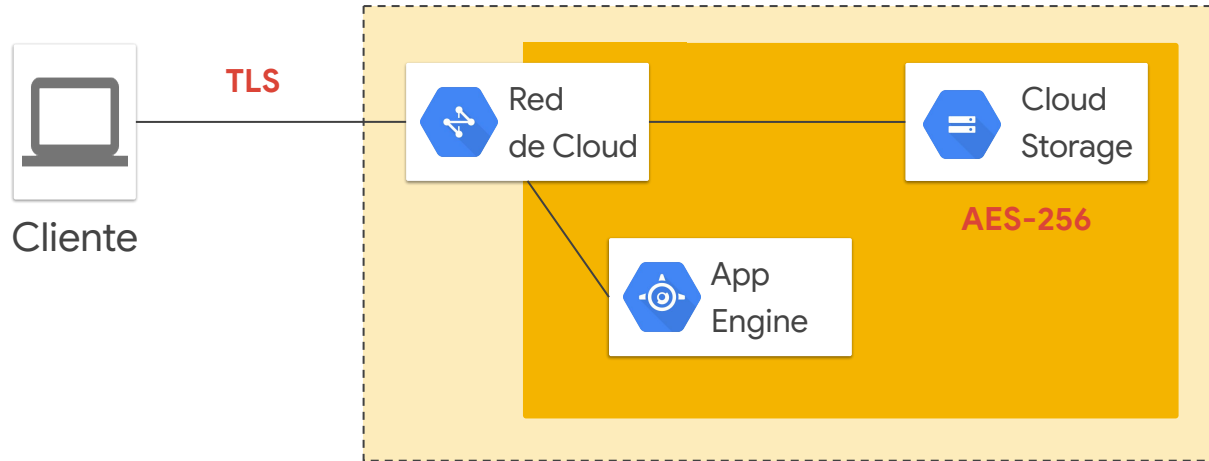 TLS
Red
de Cloud
Cloud
Storage
AES-256
Cliente
App
Engine